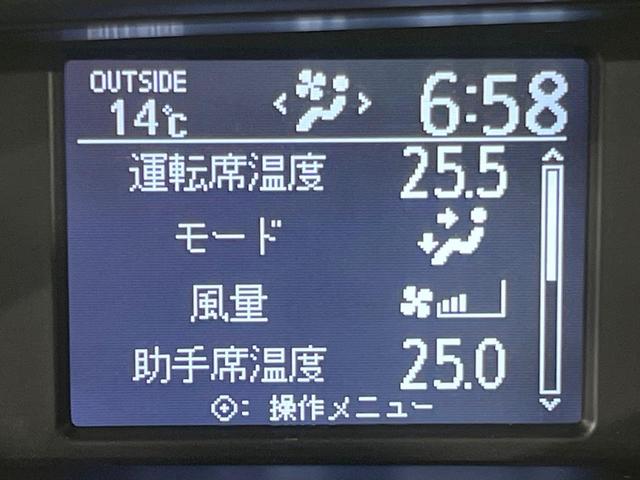 OUTSIDE
14℃
6:58
運転席温度 25.5
モード
風量
助手席温度 25.0
: 操作メニュー